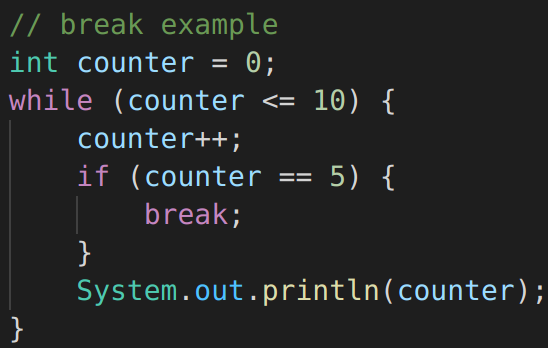 // break example
int counter = 0;
while (counter <= 10) {
    counter++;
    if (counter == 5) {
        break;
    }
    System.out.println(counter);
}